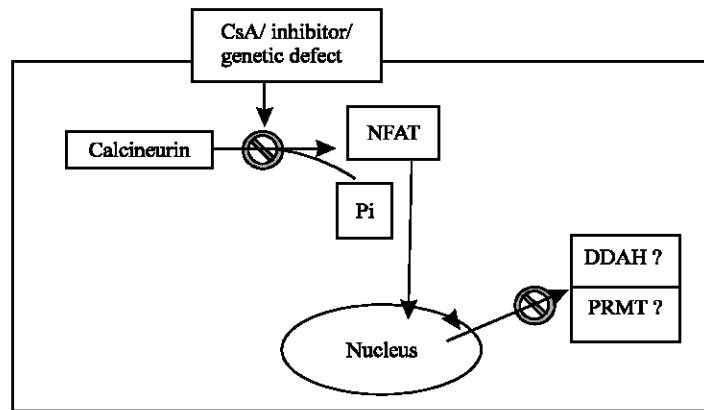 CsA/ inhibitor/
genetic defect
Calcineurin
NFAT
Pi
DDAH ?
PRMT ?
Nucleus